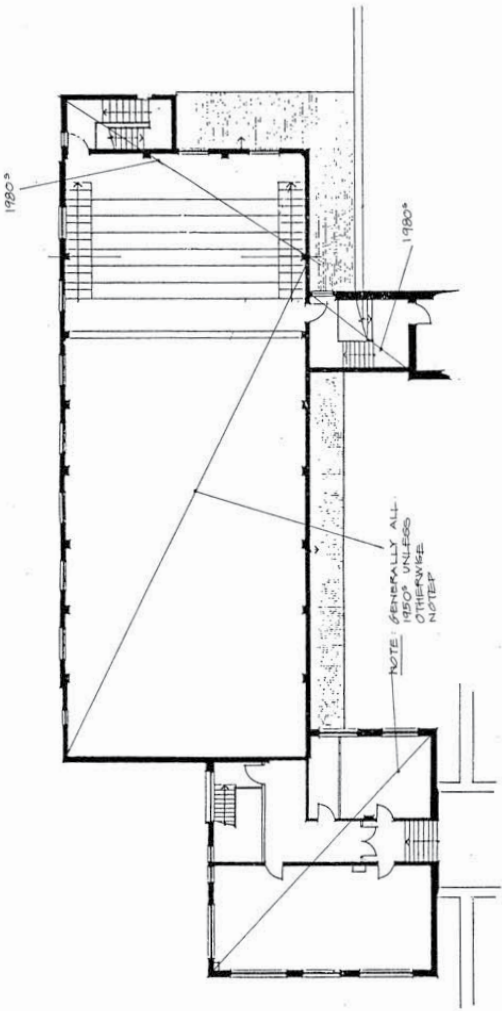 1980s
1980s
NOTE: GENERALLY ALL
1950s UNLESS
OTHERWISE
NOTED